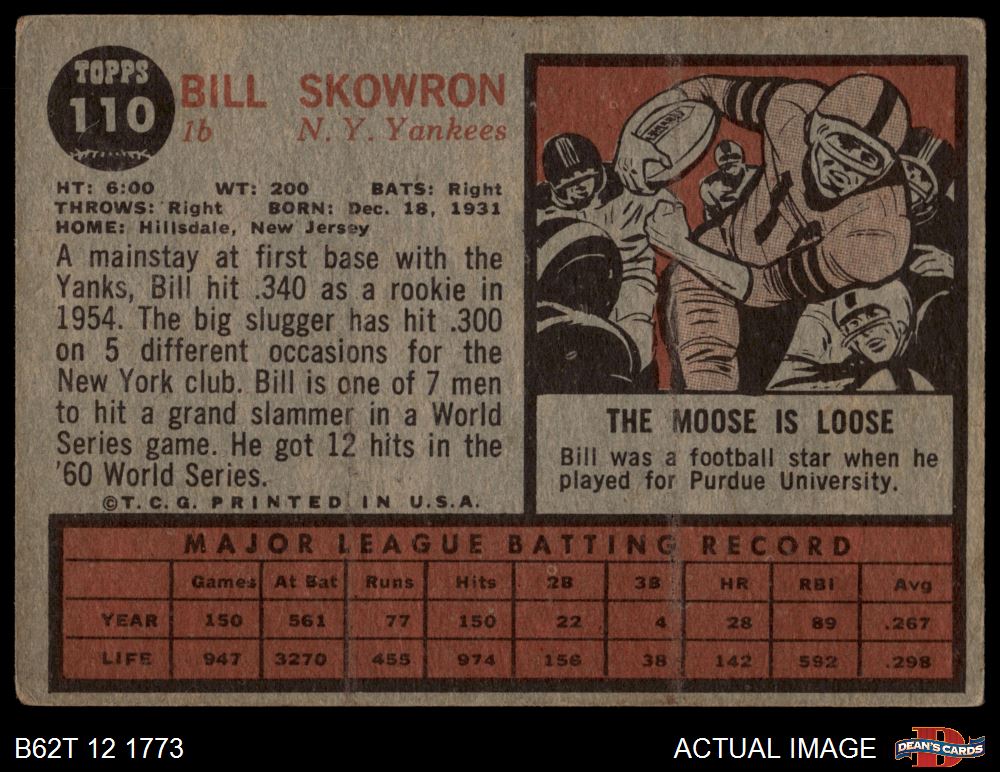 TOPPS
110
BILL SKOWRON
1b N. Y. Yankees
HT: 6:00 WT: 200 BATS: Right
THROWS: Right BORN: Dec. 18, 1931
HOME: Hillsdale, New Jersey
A mainstay at first base with the
Yanks, Bill hit .340 as a rookie in
1954. The big slugger has hit .300
on 5 different occasions for the
New York club. Bill is one of 7 men
to hit a grand slammer in a World
Series game. He got 12 hits in the
'60 World Series.
©T.C.G. PRINTED IN U.S.A.
THE MOOSE IS LOOSE
Bill was a football star when he
played for Purdue University.
MAJOR LEAGUE BATTING RECORD
Games At Bat Runs Hits 2B 3B HR RBI Avg
YEAR 150 561 77 150 22 4 28 89 .267
LIFE 947 3270 455 974 156 38 142 592 .298
B62T 12 1773
ACTUAL IMAGE
DEAN'S CARDS